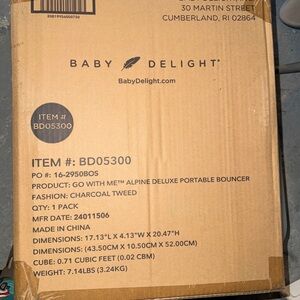 30 MARTIN STREET
CUMBERLAND, RI 02864
BABY DELIGHT
BabyDelight.com
ITEM #
BD05300
ITEM #: BD05300
PO #: 16-2950BOS
PRODUCT: GO WITH ME™ ALPINE DELUXE PORTABLE BOUNCER
FASHION: CHARCOAL TWEED
QTY: 1 PACK
MFR DATE: 24011506
MADE IN CHINA
DIMENSIONS: 17.13"L X 4.13"W X 20.47"H
DIMENSIONS: (43.50CM X 10.50CM X 52.00CM)
CUBE: 0.71 CUBIC FEET (0.02 CBM)
WEIGHT: 7.14LBS (3.24KG)